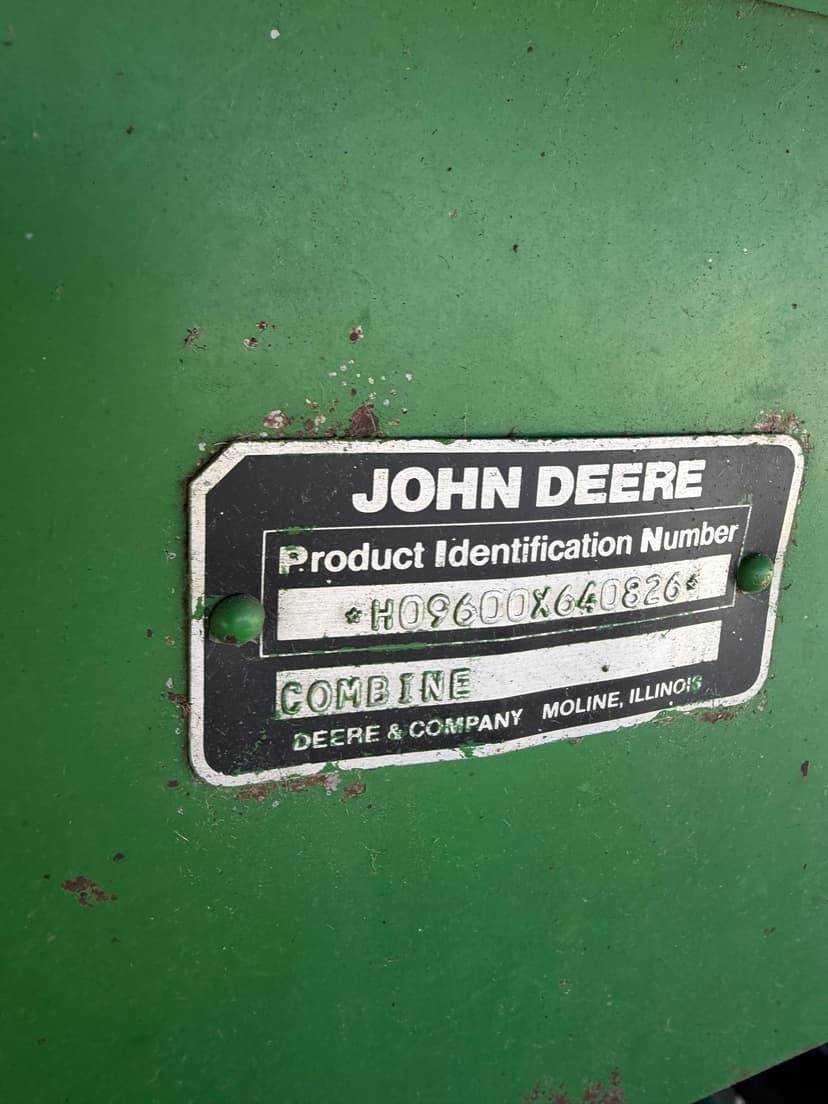 JOHN DEERE
Product Identification Number
*H09600X640826*
COMBINE
DEERE & COMPANY MOLINE, ILLINOIS